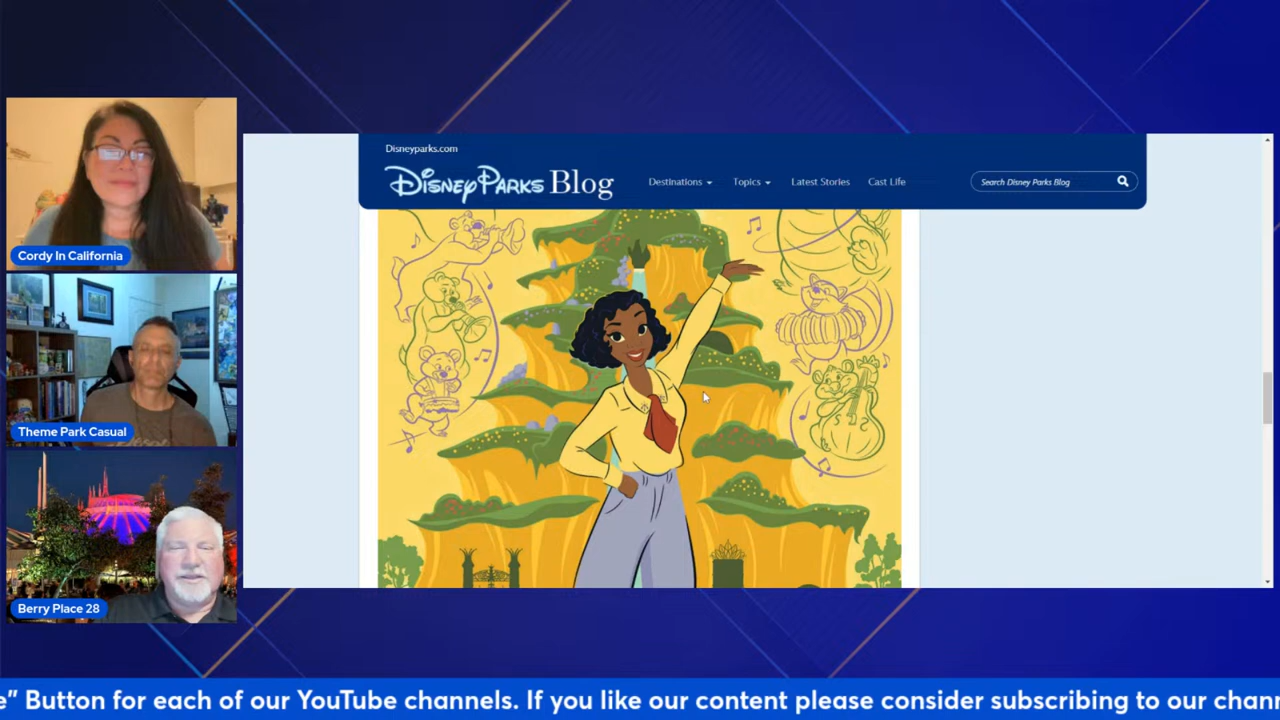 Disneyparks.com
Disney Parks Blog
Destinations
Topics
Latest Stories
Cast Life
Search Disney Parks Blog
Cordy In California
Theme Park Casual
Berry Place 28
e" Button for each of our YouTube channels. If you like our content please consider subscribing to our chann